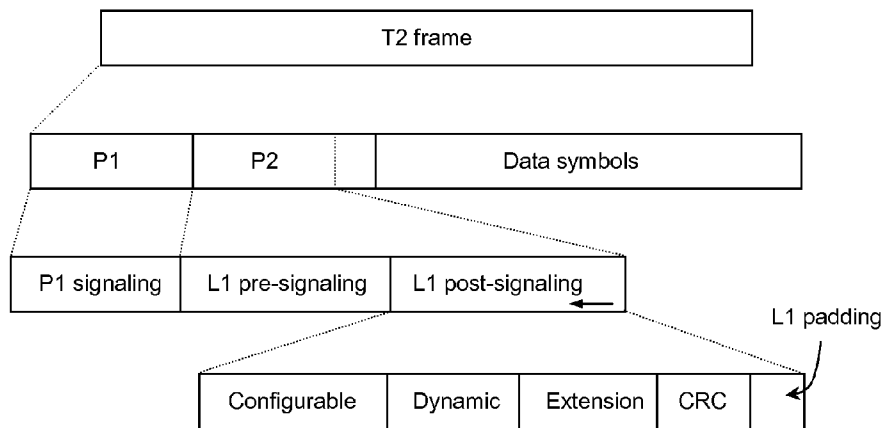 T2 frame
P1 P2 Data symbols
P1 signaling L1 pre-signaling L1 post-signaling
L1 padding
Configurable Dynamic Extension CRC